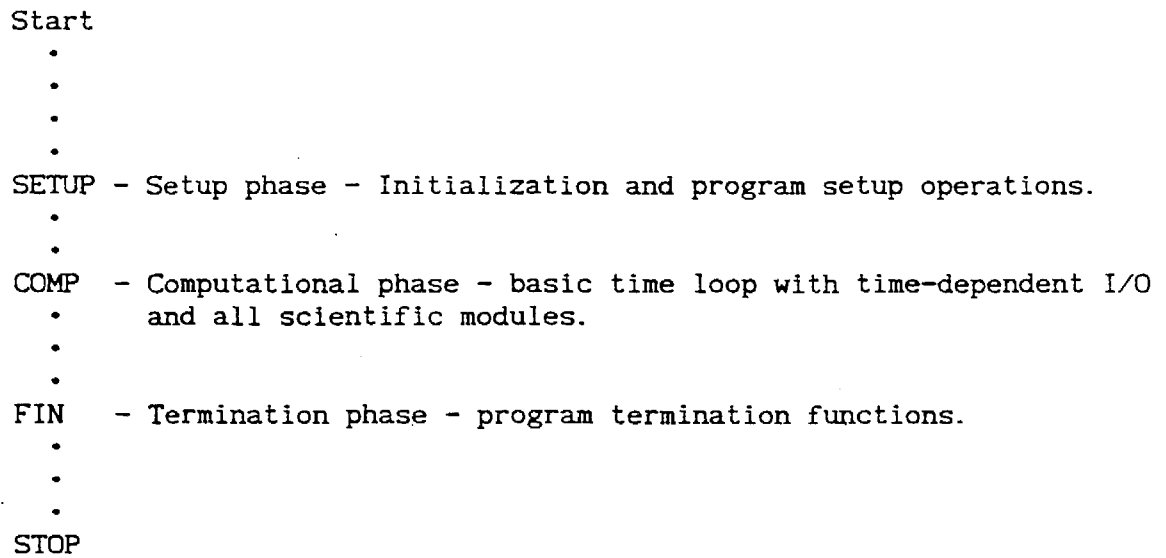 Start
.
.
.
.
SETUP - Setup phase - Initialization and program setup operations.
.
.
COMP - Computational phase - basic time loop with time-dependent I/O
. and all scientific modules.
.
.
FIN - Termination phase - program termination functions.
.
.
.
STOP